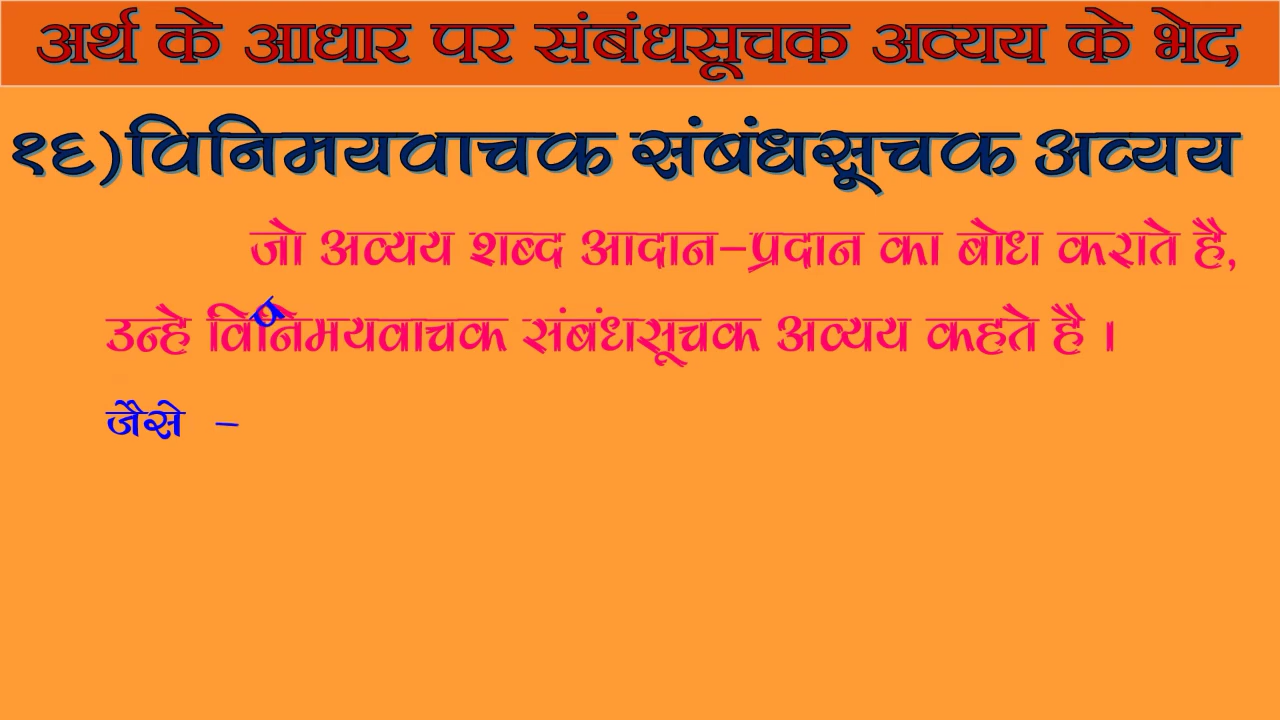 अर्थ के आधार पर संबंधसूचक अव्यय के भेद
१६)विनिमयवाचक संबंधसूचक अव्यय
जो अव्यय शब्द आदान-प्रदान का बोध कराते है,
उन्हे विनिमयवाचक संबंधसूचक अव्यय कहते है ।
जैसे -